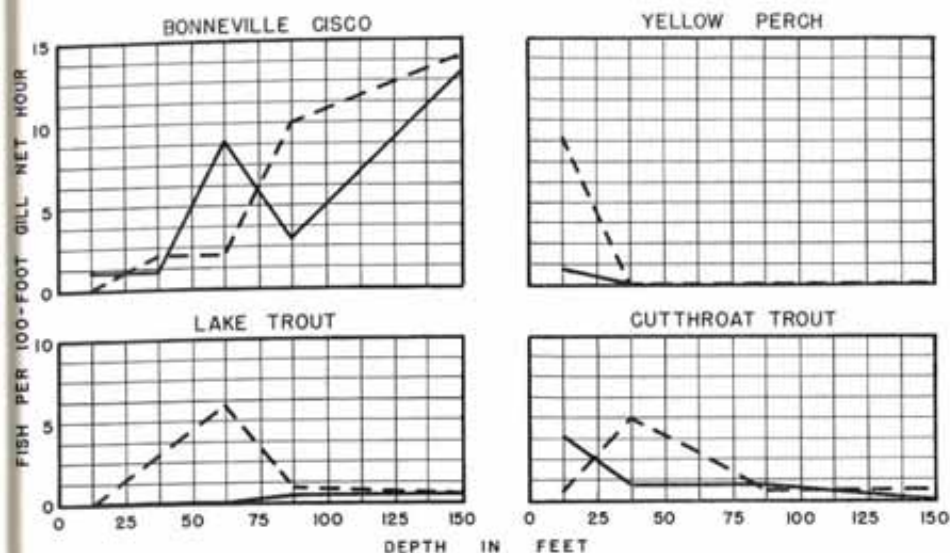 BONNEVILLE CISCO
YELLOW PERCH
15
10
5
0
FISH PER 100-FOOT GILL NET HOUR
LAKE TROUT
CUTTHROAT TROUT
10
5
0
0 25 50 75 100 125 150
0 25 50 75 100 125 150
DEPTH IN FEET